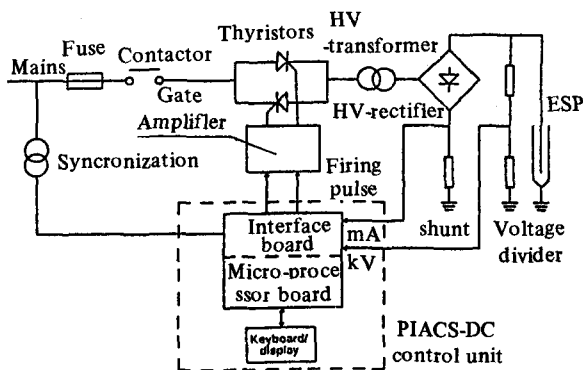 Mains
Fuse
Contactor
Thyristors
HV
-transformer
Gate
HV-rectifier
ESP
Amplifler
Syncronization
Firing
pulse
Interface
board
mA
kV
shunt
Voltage
divider
Micro-proce
ssor board
Keyboard/
display
PIACS-DC
control unit